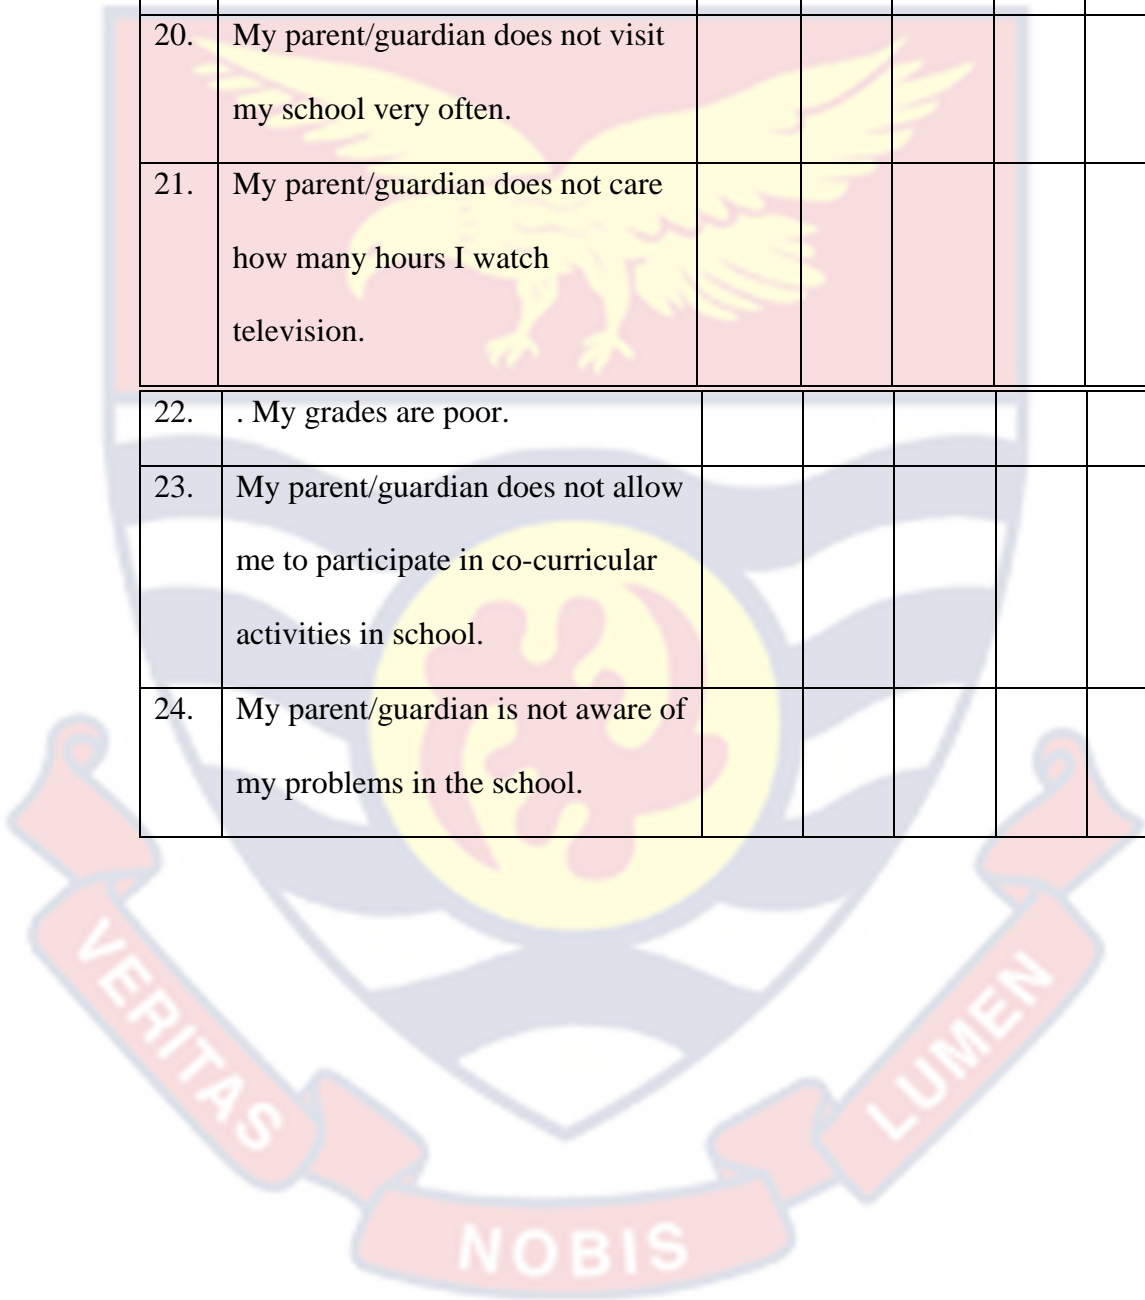 20. My parent/guardian does not visit
my school very often.
21. My parent/guardian does not care
how many hours I watch
television.
22. . My grades are poor.
23. My parent/guardian does not allow
me to participate in co-curricular
activities in school.
24. My parent/guardian is not aware of
my problems in the school.
VERITAS
NOBIS
LUMEN